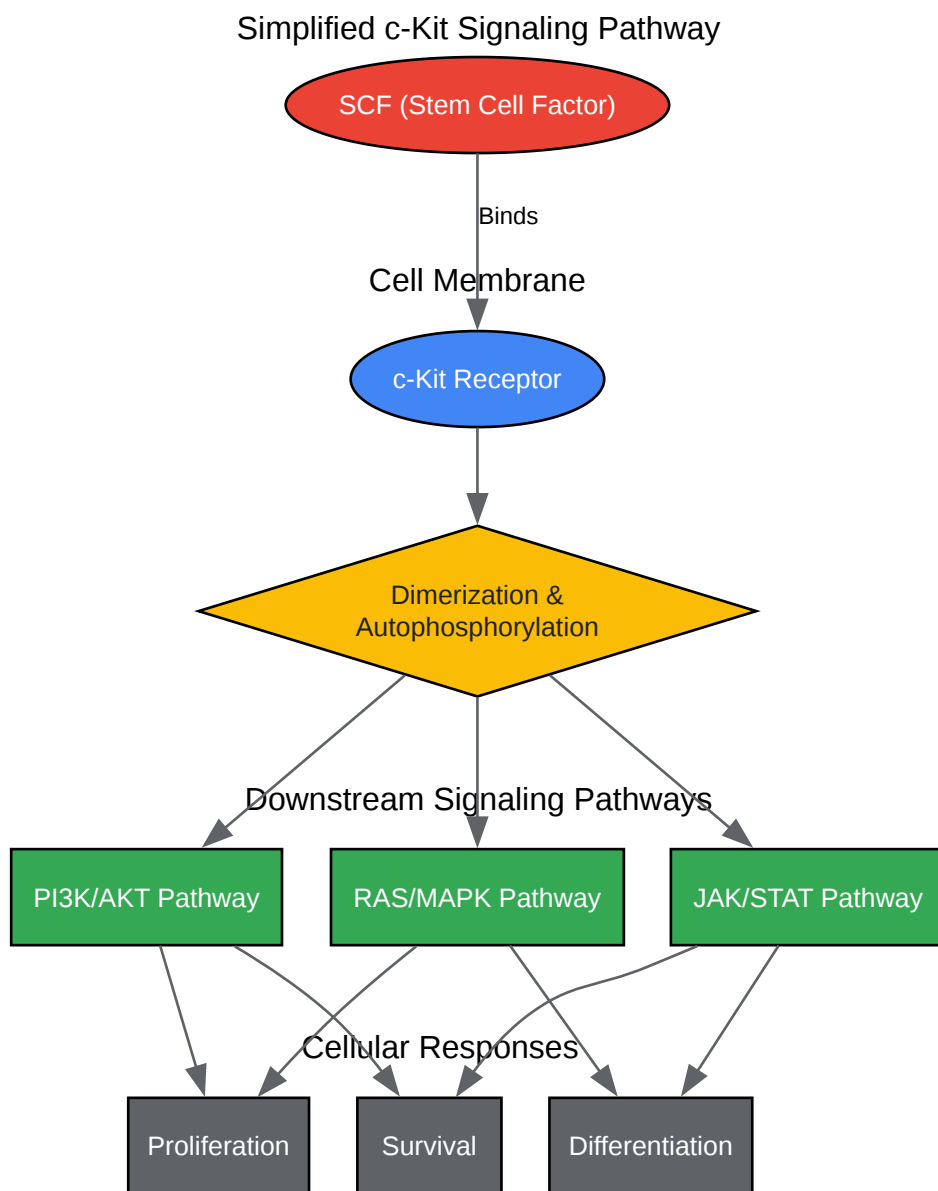 Simplified c-Kit Signaling Pathway
SCF (Stem Cell Factor)
Binds
Cell Membrane
c-Kit Receptor
Dimerization &
Autophosphorylation
Downstream Signaling Pathways
PI3K/AKT Pathway
RAS/MAPK Pathway
JAK/STAT Pathway
Cellular Responses
Proliferation
Survival
Differentiation